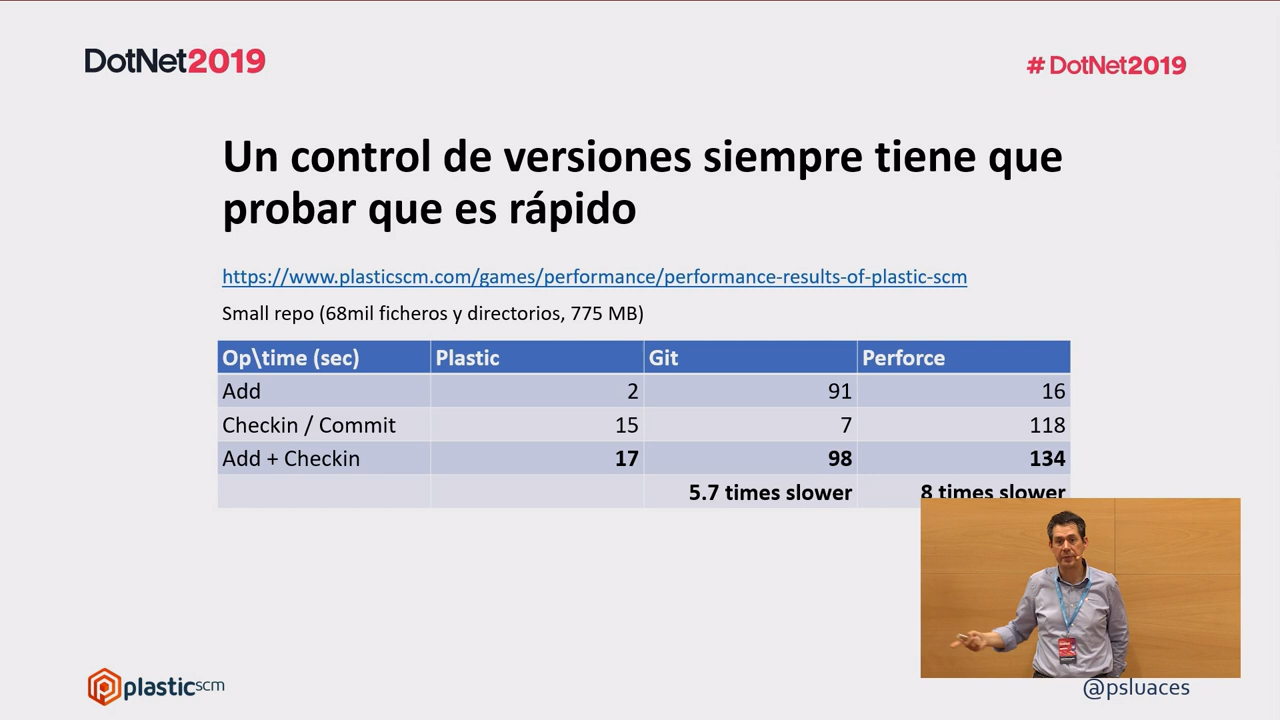 DotNet2019
# DotNet2019
Un control de versiones siempre tiene que
probar que es rápido
https://www.plasticscm.com/games/performance/performance-results-of-plastic-scm
Small repo (68mil ficheros y directorios, 775 MB)
Op\time (sec) Plastic Git Perforce
Add 2 91 16
Checkin / Commit 15 7 118
Add + Checkin 17 98 134
5.7 times slower 8 times slower
plasticscm
@psluaces